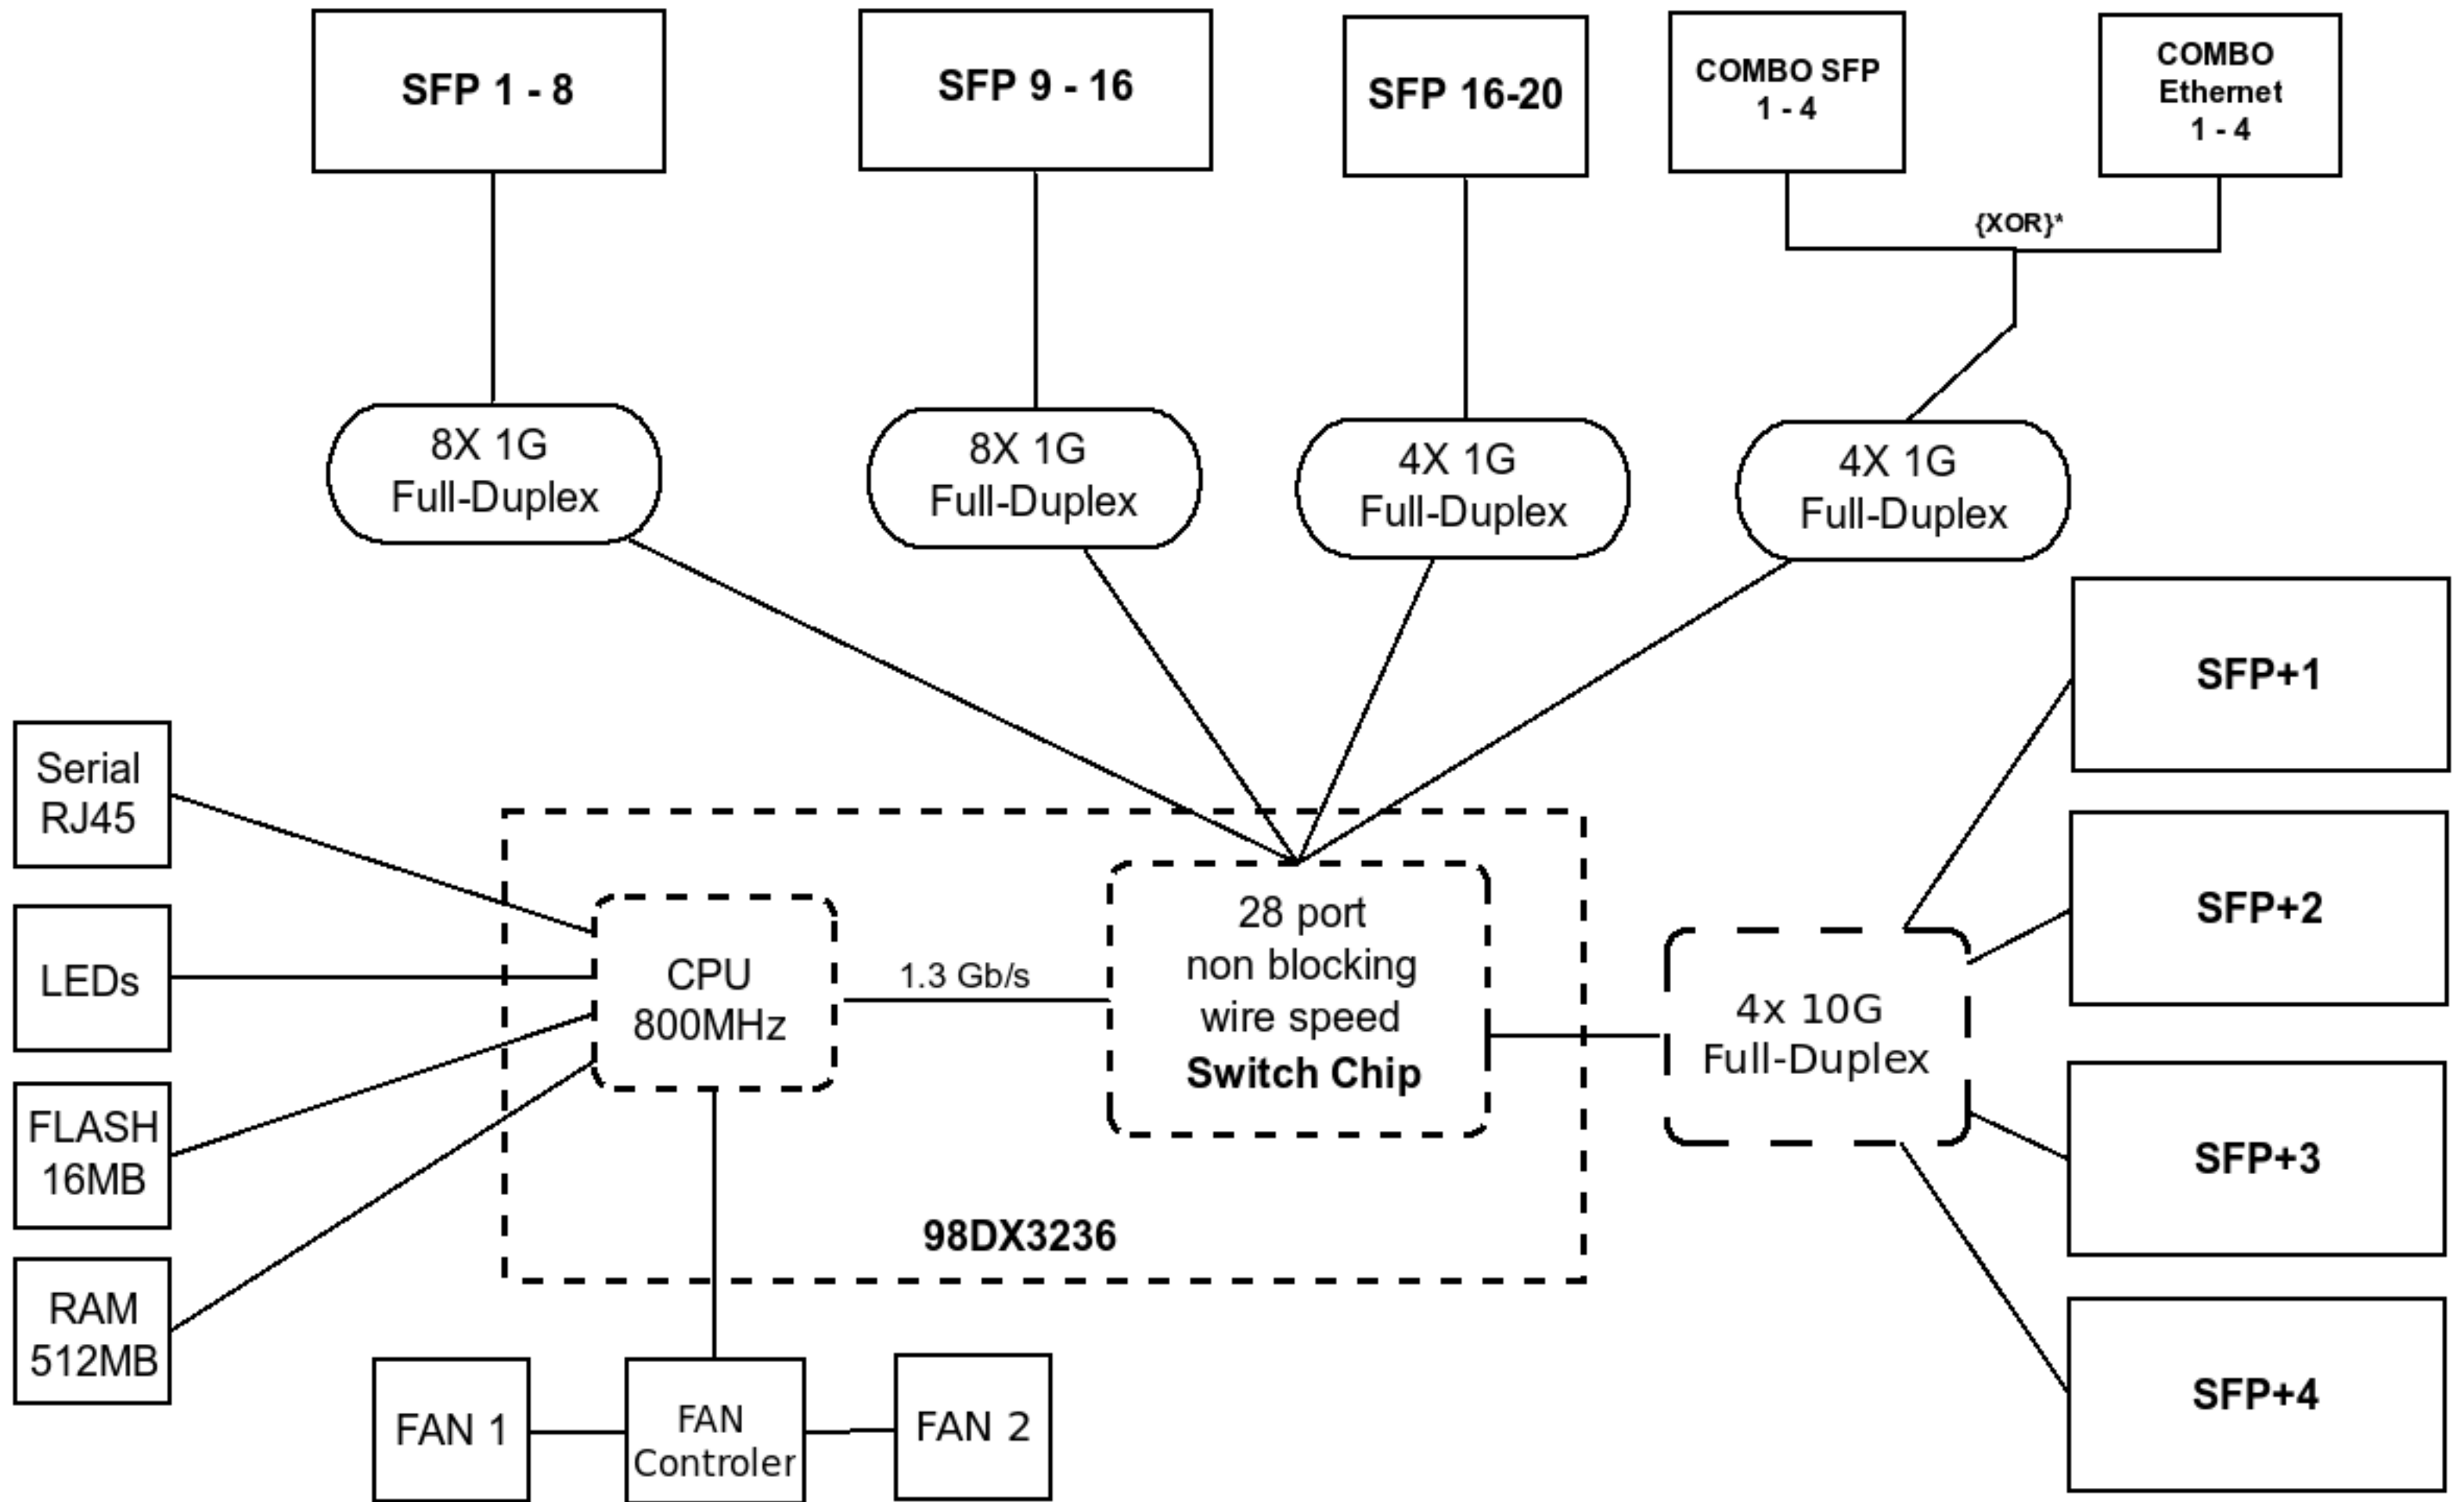 SFP 1 - 8
SFP 9 - 16
SFP 16-20
COMBO SFP
1 - 4
COMBO
Ethernet
1 - 4
{XOR}*
8X 1G
Full-Duplex
8X 1G
Full-Duplex
4X 1G
Full-Duplex
4X 1G
Full-Duplex
SFP+1
SFP+2
SFP+3
SFP+4
4x 10G
Full-Duplex
Serial
RJ45
LEDs
FLASH
16MB
RAM
512MB
CPU
800MHz
1.3 Gb/s
28 port
non blocking
wire speed
Switch Chip
98DX3236
FAN 1
FAN
Controler
FAN 2